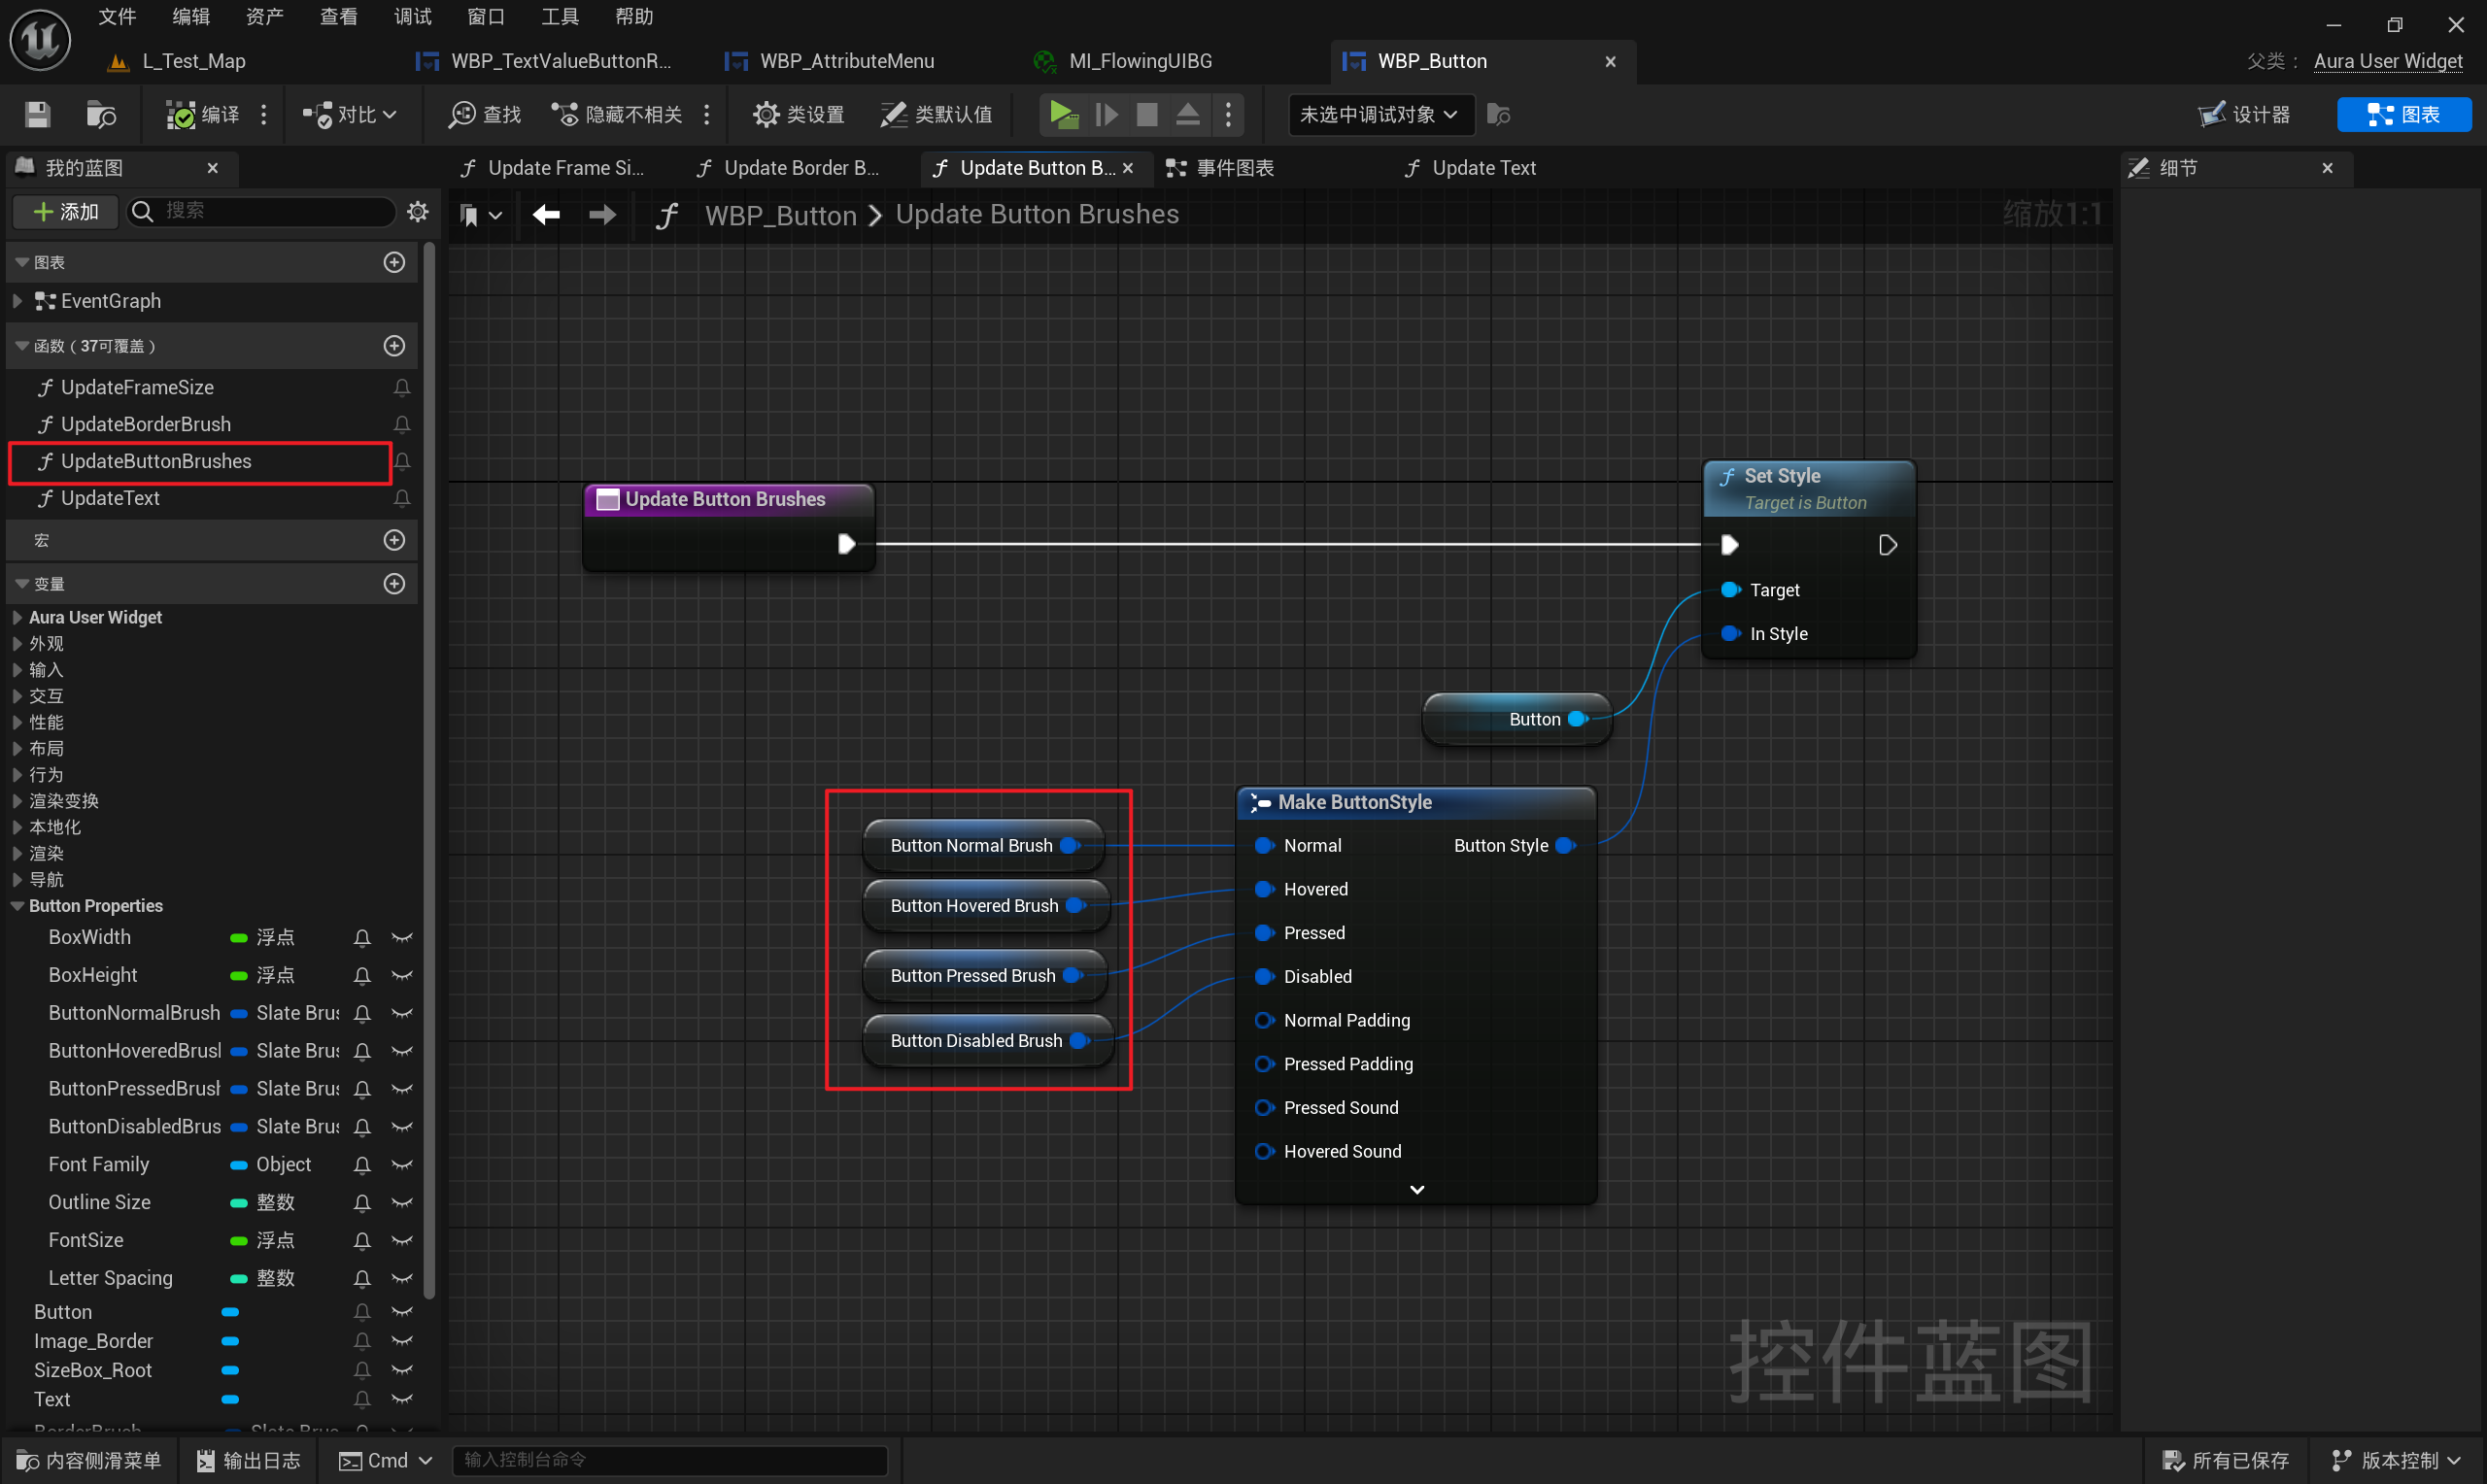 文件 编辑 资产 查看 调试 窗口 工具 帮助
L_Test_Map WBP_TextValueButtonR... WBP_AttributeMenu MI_FlowingUIBG WBP_Button 父类： Aura User Widget
编译 对比 查找 隐藏不相关 类设置 类默认值 未选中调试对象 设计器 图表
我的蓝图 Update Frame Si... Update Border B... Update Button B... 事件图表 Update Text 细节
添加 搜索 WBP_Button > Update Button Brushes 缩放1:1
图表
EventGraph
函数（37可覆盖）
UpdateFrameSize
UpdateBorderBrush
UpdateButtonBrushes
UpdateText
宏
变量
Aura User Widget
外观
输入
交互
性能
布局
行为
渲染变换
本地化
渲染
导航
Button Properties
BoxWidth 浮点
BoxHeight 浮点
ButtonNormalBrush Slate Brus
ButtonHoveredBrusl Slate Brus
ButtonPressedBrusl Slate Brus
ButtonDisabledBrus Slate Brus
Font Family Object
Outline Size 整数
FontSize 浮点
Letter Spacing 整数
Button
Image_Border
SizeBox_Root
Text
BorderBrush Slate Brus
Update Button Brushes
Set Style
Target is Button
Target
In Style
Button
Button Normal Brush
Button Hovered Brush
Button Pressed Brush
Button Disabled Brush
Make ButtonStyle
Normal Button Style
Hovered
Pressed
Disabled
Normal Padding
Pressed Padding
Pressed Sound
Hovered Sound
控件蓝图
内容侧滑菜单 输出日志 Cmd 输入控制台命令 所有已保存 版本控制